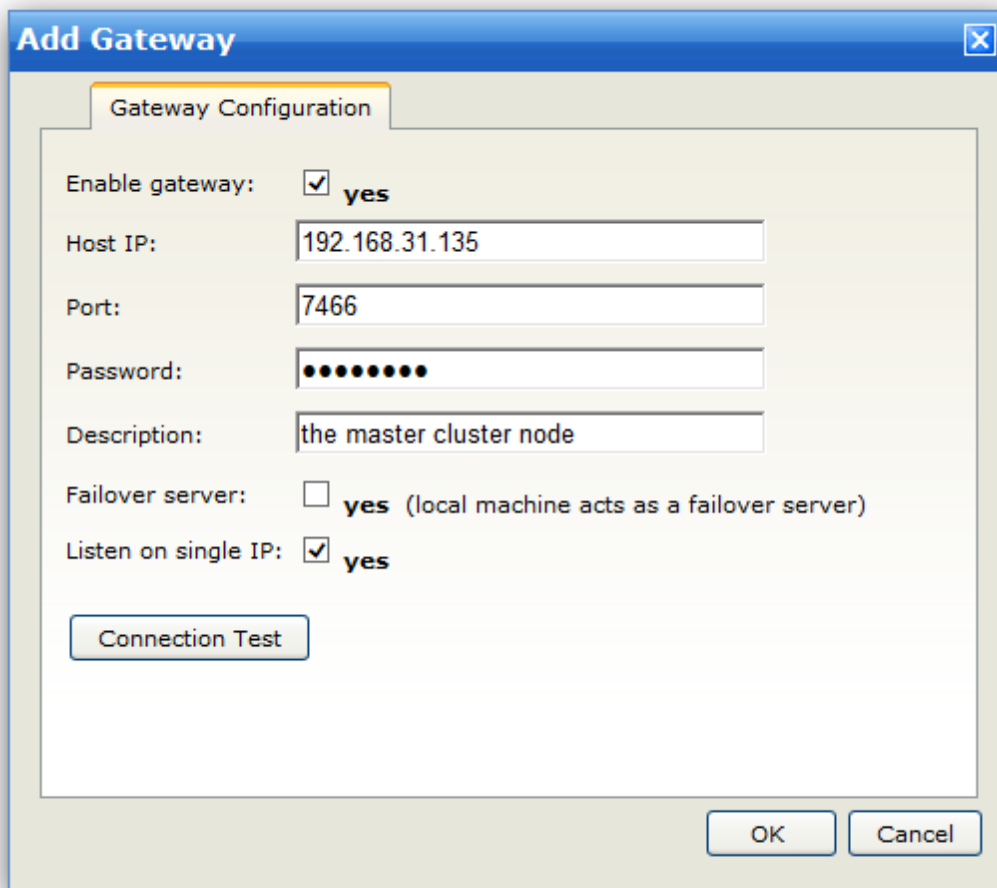 Add Gateway
Gateway Configuration
Enable gateway: yes
Host IP: 192.168.31.135
Port: 7466
Password: ●●●●●●●●
Description: the master cluster node
Failover server: yes (local machine acts as a failover server)
Listen on single IP: yes
Connection Test
OK Cancel